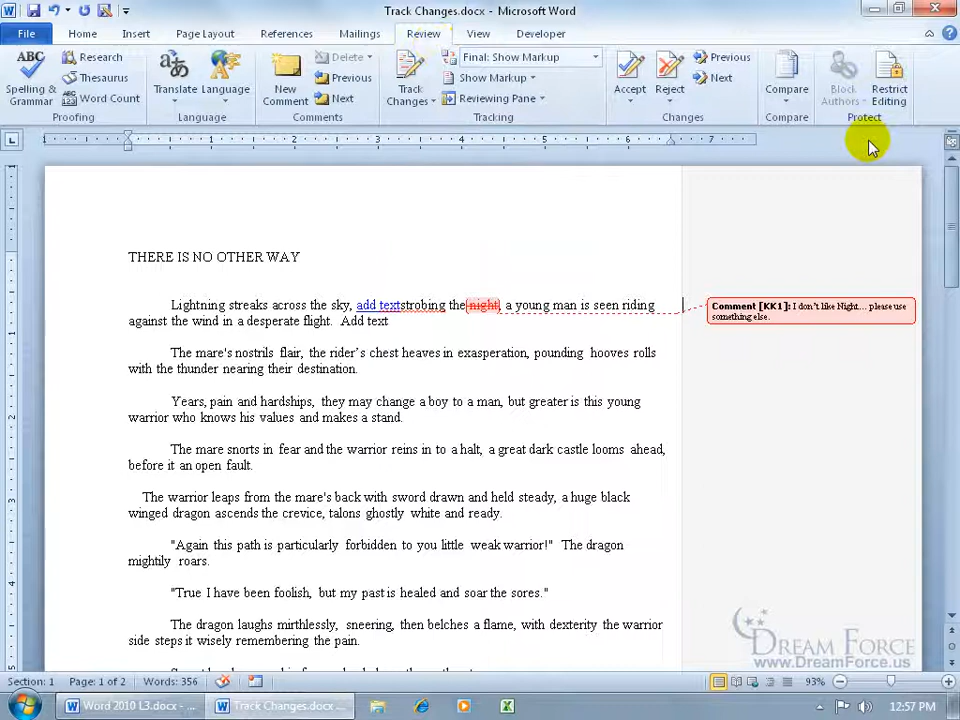 Track Changes.docx - Microsoft Word
File Home Insert Page Layout References Mailings Review View Developer
ABC Spelling & Grammar
Research
Thesaurus
Word Count
Proofing
Translate
Language
Language
New Comment
Delete
Previous
Next
Comments
Track Changes
Final: Show Markup
Show Markup
Reviewing Pane
Tracking
Accept
Reject
Previous
Next
Changes
Compare
Compare
Block Authors
Restrict Editing
Protect
1 1 2 3 4 5 6 7
THERE IS NO OTHER WAY
Lightning streaks across the sky, add textstrobing the night, a young man is seen riding
against the wind in a desperate flight. Add text
Comment [KK1]: I don't like Night... please use
something else.
The mare's nostrils flair, the rider's chest heaves in exasperation, pounding hooves rolls
with the thunder nearing their destination.
Years, pain and hardships, they may change a boy to a man, but greater is this young
warrior who knows his values and makes a stand.
The mare snorts in fear and the warrior reins in to a halt, a great dark castle looms ahead,
before it an open fault.
The warrior leaps from the mare's back with sword drawn and held steady, a huge black
winged dragon ascends the crevice, talons ghostly white and ready.
"Again this path is particularly forbidden to you little weak warrior!" The dragon
mightily roars.
"True I have been foolish, but my past is healed and soar the sores."
The dragon laughs mirthlessly, sneering, then belches a flame, with dexterity the warrior
side steps it wisely remembering the pain.
DREAM FORCE
www.DreamForce.us
Section: 1 Page: 1 of 2 Words: 356 93%
Word 2010 L3.docx - ... Track Changes.docx ... 12:57 PM